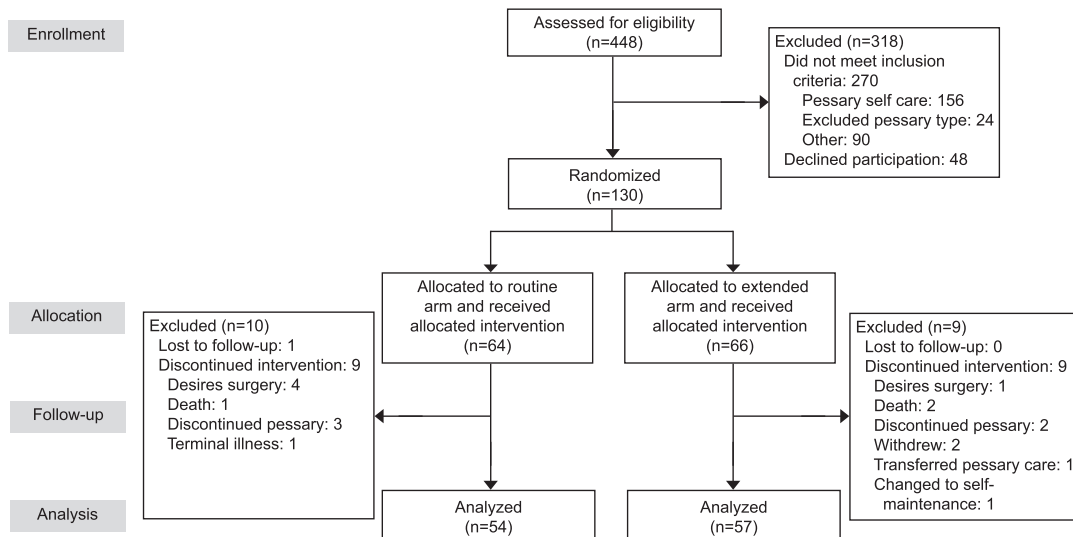 Enrollment
Assessed for eligibility
(n=448)
Excluded (n=318)
Did not meet inclusion
criteria: 270
Pessary self care: 156
Excluded pessary type: 24
Other: 90
Declined participation: 48
Randomized
(n=130)
Allocation
Allocated to routine
arm and received
allocated intervention
(n=64)
Allocated to extended
arm and received
allocated intervention
(n=66)
Follow-up
Excluded (n=10)
Lost to follow-up: 1
Discontinued intervention: 9
Desires surgery: 4
Death: 1
Discontinued pessary: 3
Terminal illness: 1
Excluded (n=9)
Lost to follow-up: 0
Discontinued intervention: 9
Desires surgery: 1
Death: 2
Discontinued pessary: 2
Withdrew: 2
Transferred pessary care: 1
Changed to self-
maintenance: 1
Analysis
Analyzed
(n=54)
Analyzed
(n=57)